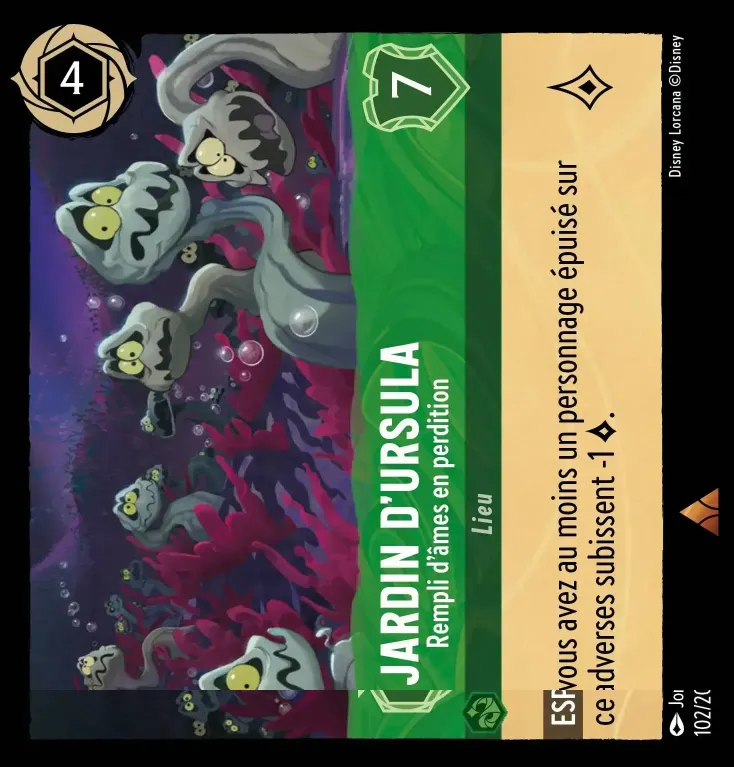 4
7
JARDIN D'URSULA
Rempli d'âmes en perdition
Lieu
vous avez au moins un personnage épuisé sur
ce adverses subissent -1
Disney Lorcana ©Disney